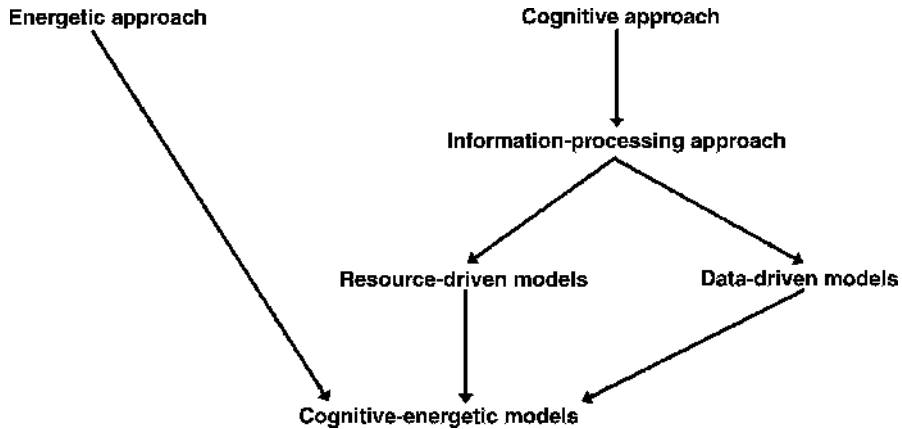 Energetic approach
Cognitive approach
Information-processing approach
Resource-driven models
Data-driven models
Cognitive-energetic models